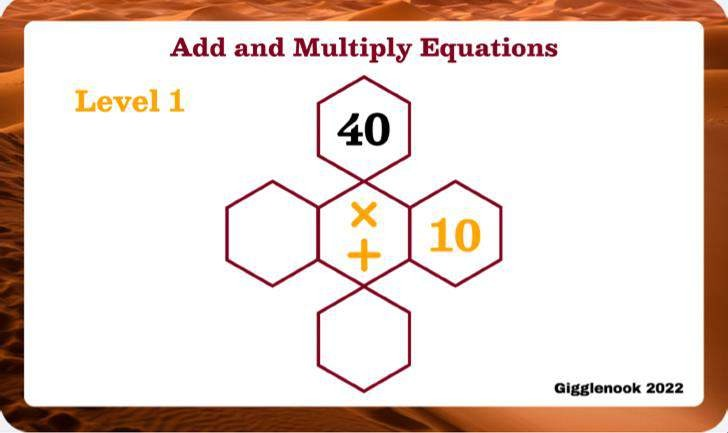 Add and Multiply Equations
Level 1
40
×
+
10
Gigglenook 2022